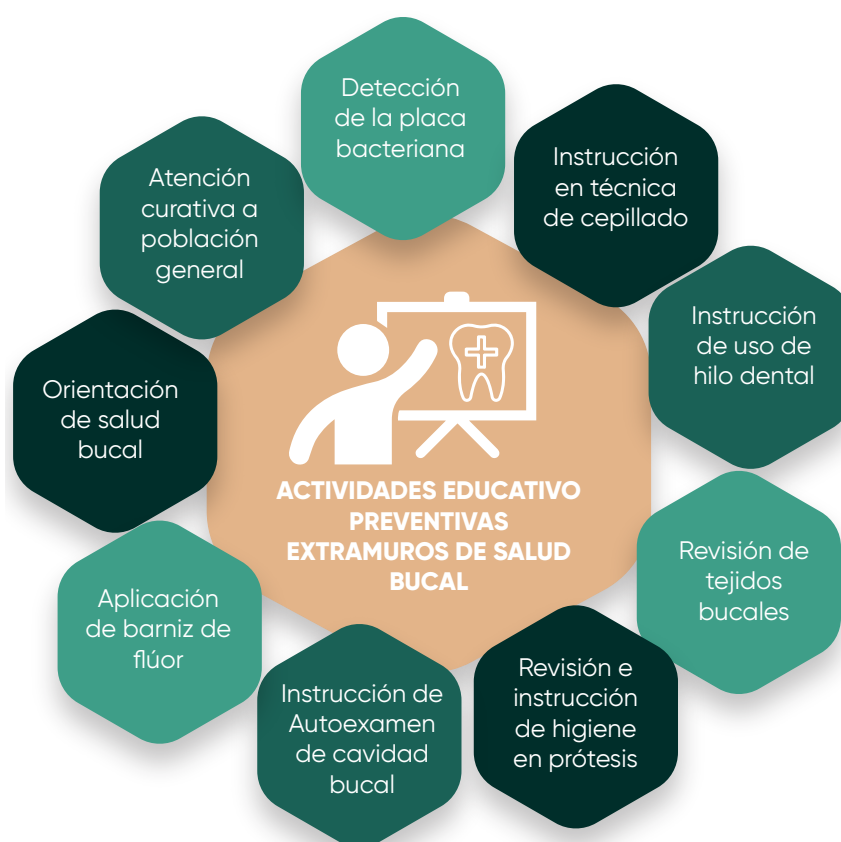 Detección
de la placa
bacteriana
Instrucción
en técnica
de cepillado
Instrucción
de uso de
hilo dental
Revisión de
tejidos
bucales
Revisión e
instrucción
de higiene
en prótesis
Instrucción de
Autoexamen
de cavidad
bucal
Aplicación
de barniz de
flúor
Orientación
de salud
bucal
Atención
curativa a
población
general
ACTIVIDADES EDUCATIVO
PREVENTIVAS
EXTRAMUROS DE SALUD
BUCAL